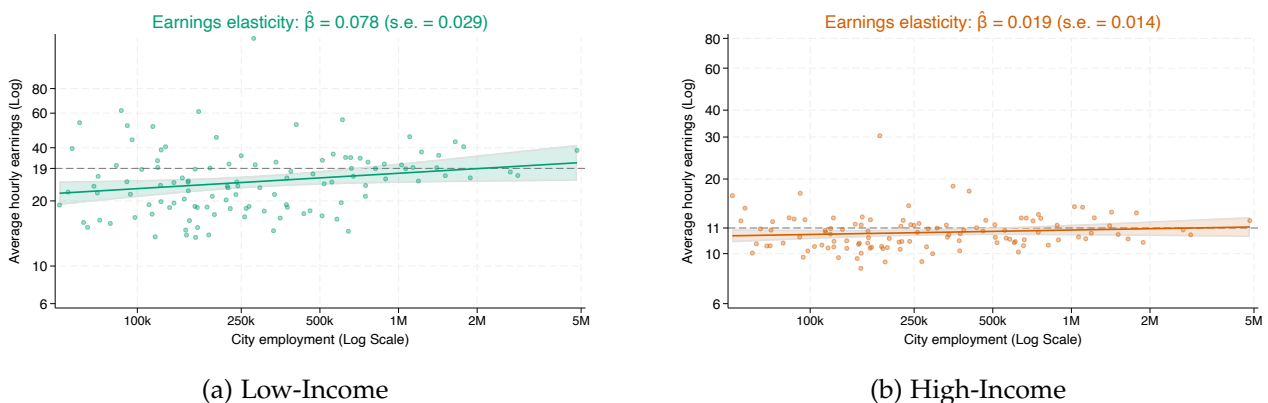 Earnings elasticity: β̂ = 0.078 (s.e. = 0.029)
Average hourly earnings (Log)
80
60
40
19
20
10
6
100k
250k
500k
1M
2M
5M
City employment (Log Scale)
(a) Low-Income
Earnings elasticity: β̂ = 0.019 (s.e. = 0.014)
Average hourly earnings (Log)
80
60
40
30
20
11
10
6
100k
250k
500k
1M
2M
5M
City employment (Log Scale)
(b) High-Income